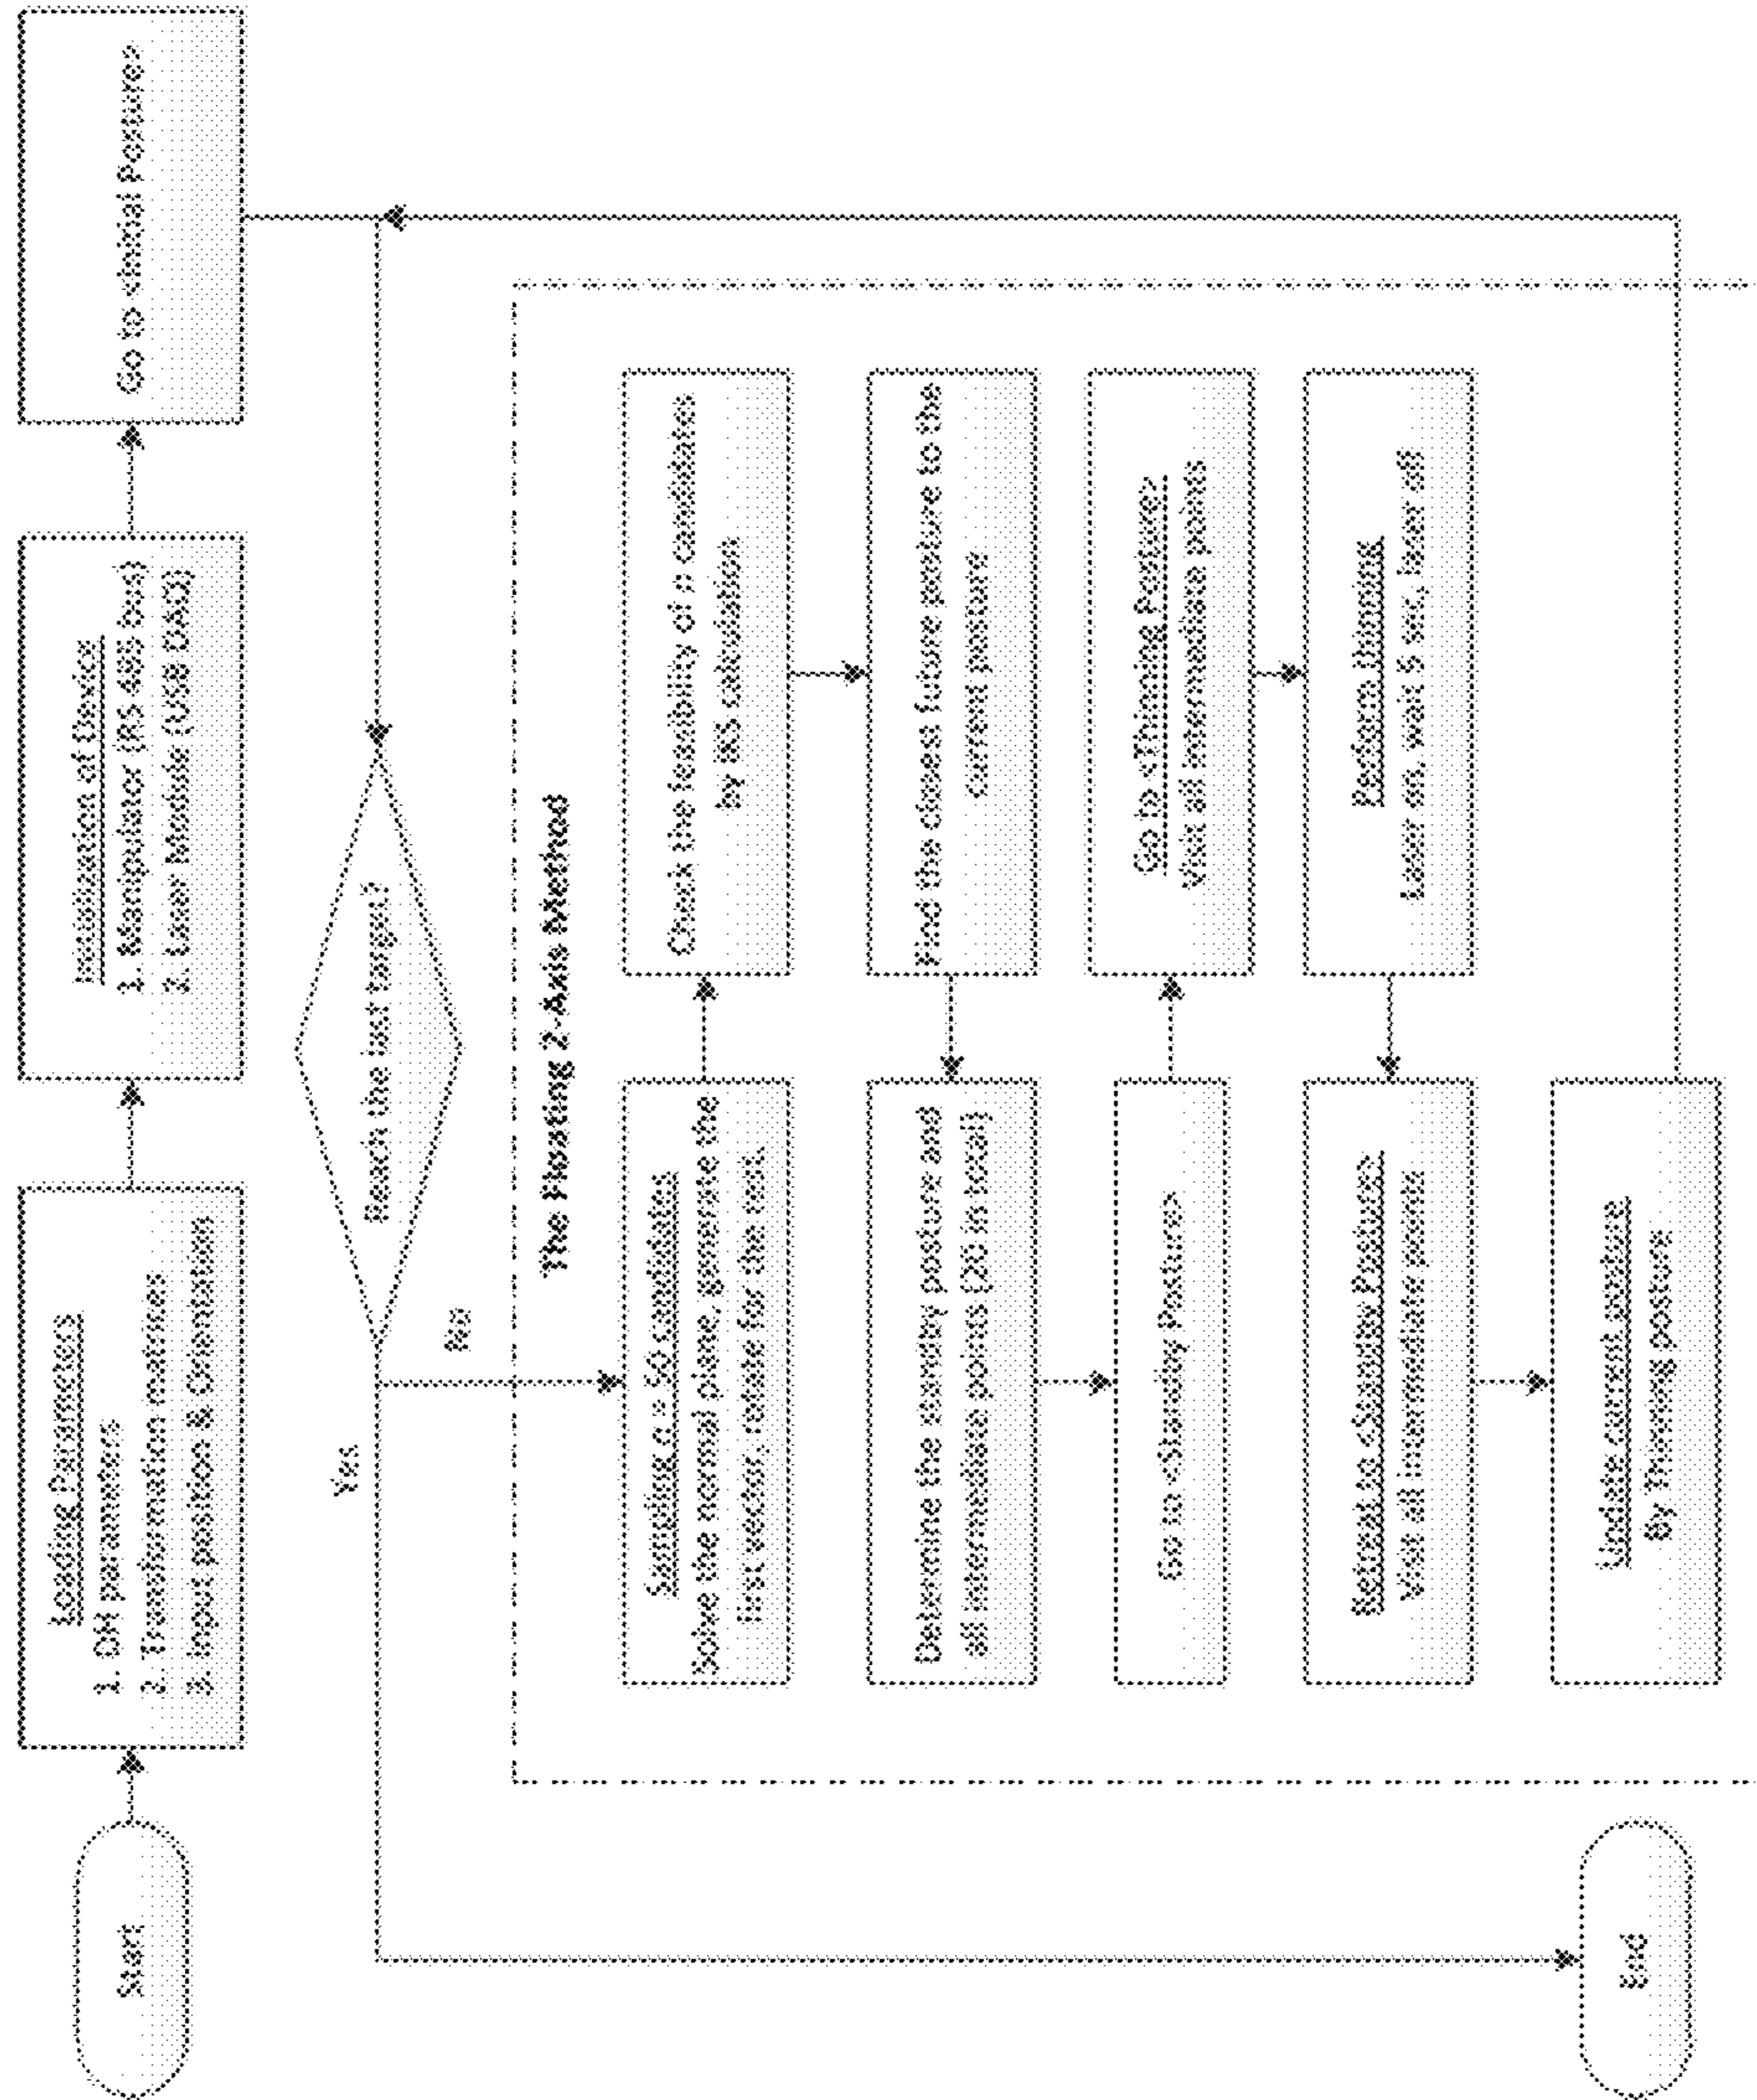 Start
Loading Parameters
1. DH parameters
2. Transformation matrices
3. Input position & Orientation
Initialization of Device
1. Manipulator (RS 485 bus)
2. Laser Module (USB DAQ)
Go to <Initial Posture>
Reach the last target?
Yes
No
The Floating 2-Axis Method
Sampling n = 50 candidates
Solve the normal plane, generate the
first vector, rotate for the rest.
Check the feasibility of n candidates
by IKS calculation
Find the closes future posture to the
current posture
Determine the standby posture and
all intermediate points (20 in total)
Go to <Standby Posture>
Go to <Thinning Posture>
Visit all intermediate points
Perform thinning
Laser on, wait 5 sec, laser off
Retreat to <Standby Posture>
Visit all intermediate points
Update current posture
By Thinning posture
End